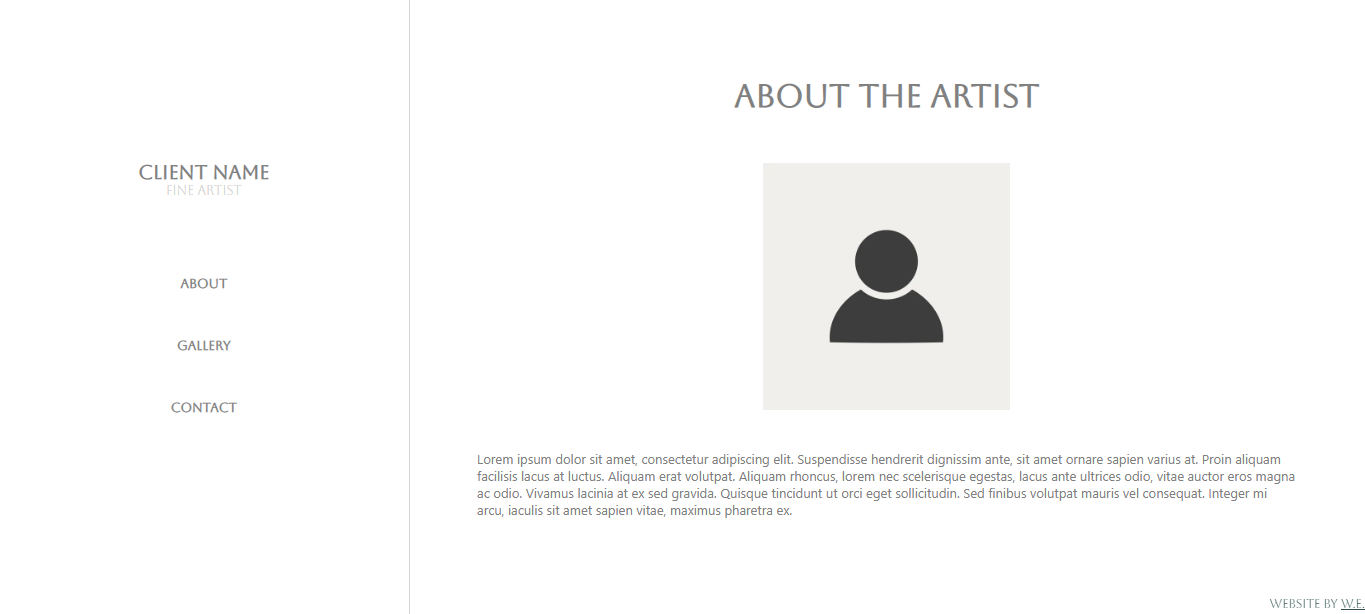 CLIENT NAME
FINE ARTIST
ABOUT
GALLERY
CONTACT
ABOUT THE ARTIST
Lorem ipsum dolor sit amet, consectetur adipiscing elit. Suspendisse hendrerit dignissim ante, sit amet ornare sapien varius at. Proin aliquam
facilisis lacus at luctus. Aliquam erat volutpat. Aliquam rhoncus, lorem nec scelerisque egestas, lacus ante ultrices odio, vitae auctor eros magna
ac odio. Vivamus lacinia at ex sed gravida. Quisque tincidunt ut orci eget sollicitudin. Sed finibus volutpat mauris vel consequat. Integer mi
arcu, iaculis sit amet sapien vitae, maximus pharetra ex.
WEBSITE BY W.E.